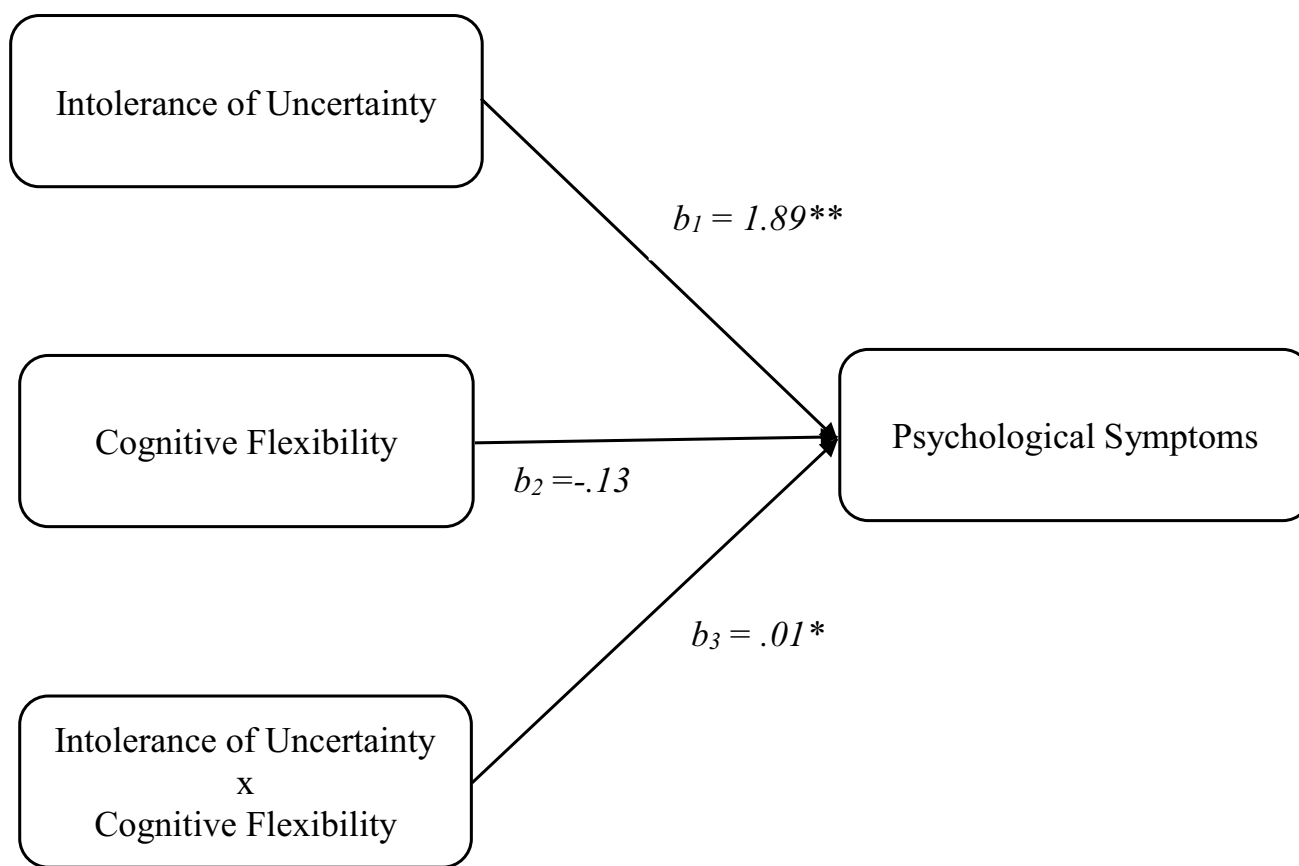 Intolerance of Uncertainty
b₁ = 1.89**
Cognitive Flexibility
b₂ =-.13
Psychological Symptoms
b₃ = .01*
Intolerance of Uncertainty
x
Cognitive Flexibility